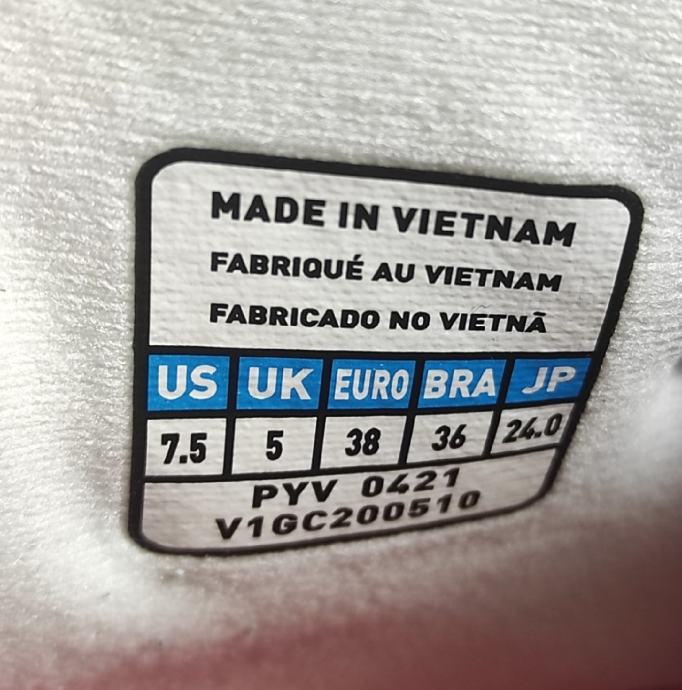 MADE IN VIETNAM
FABRIQUÉ AU VIETNAM
FABRICADO NO VIETNÃ
US UK EURO BRA JP
7.5 5 38 36 24.0
PYV 0421
V1GC200510